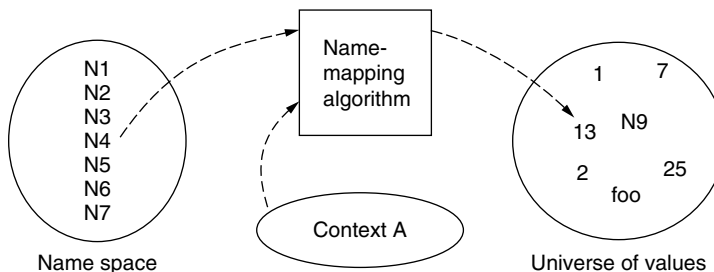 N1
N2
N3
N4
N5
N6
N7
Name space
Name-
mapping
algorithm
Context A
1
7
13
N9
2
25
foo
Universe of values